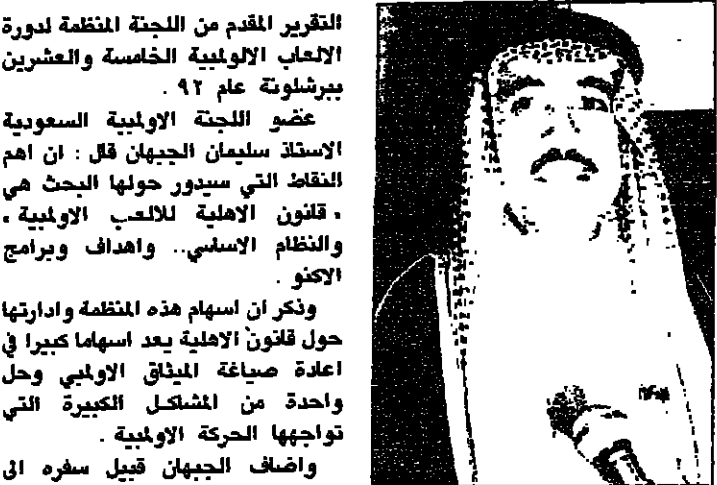 التقرير المقدم من اللجنة المنظمة لدورة
الالعاب الاولمبية الخامسة والعشرين
ببرشلونة عام ٩٢ .
عضو اللجنة الاولمبية السعودية
الاستاذ سليمان الجبهان قال : ان اهم
النقاط التي سيدور حولها البحث هي
، قانون الاهلية للالعب الاولمبية ،
والنظام الاساسي.. واهداف وبرامج
الاكنو .
وذكر ان اسهام هذه المنظمة وادارتها
حول قانون الاهلية يعد اسهاما كبيرا في
اعادة صياغة الميثاق الاولمبي وحل
واحدة من المشاكل الكبيرة التي
تواجهها الحركة الاولمبية .
واضاف الجبهان قبيل سفره الى